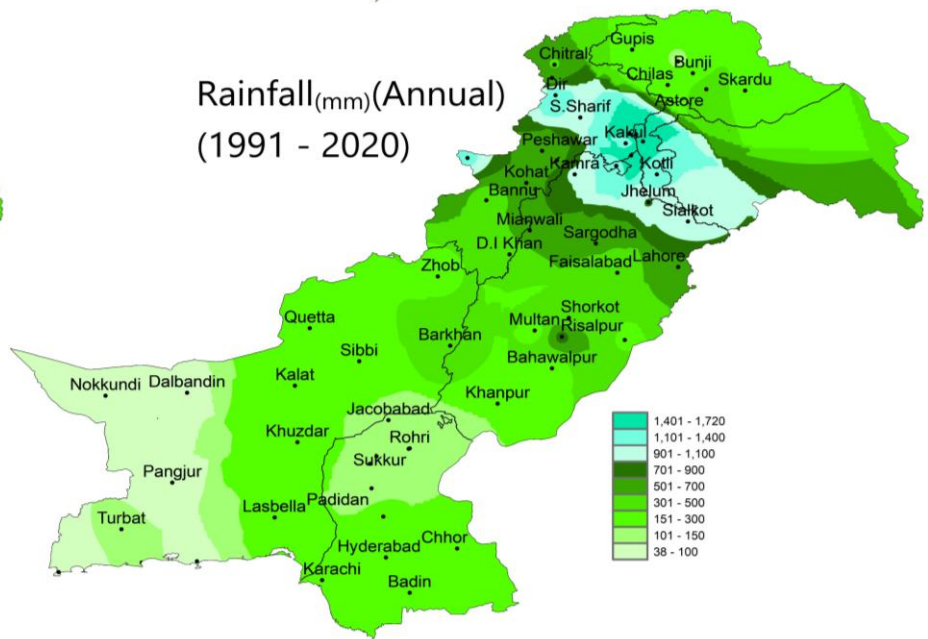 Rainfall(mm)(Annual)
(1991 - 2020)
Gupis
Chitral
Bunji
Chilas
Skardu
Dir
Astore
S.Sharif
Kakul
Peshawar
Kamra
Kotli
Kohat
Bannu
Jhelum
Mianwali
Sialkot
Sargodha
D.I Khan
Lahore
Faisalabad
Zhob
Shorkot
Quetta
Multan
Risalpur
Barkhan
Sibbi
Bahawalpur
Nokkundi
Dalbandin
Kalat
Khanpur
Jacobabad
Khuzdar
Rohri
Sukkur
Pangjur
Padidan
Lasbella
Turbat
Hyderabad
Chhor
Karachi
Badin
1,401 - 1,720
1,101 - 1,400
901 - 1,100
701 - 900
501 - 700
301 - 500
151 - 300
101 - 150
38 - 100